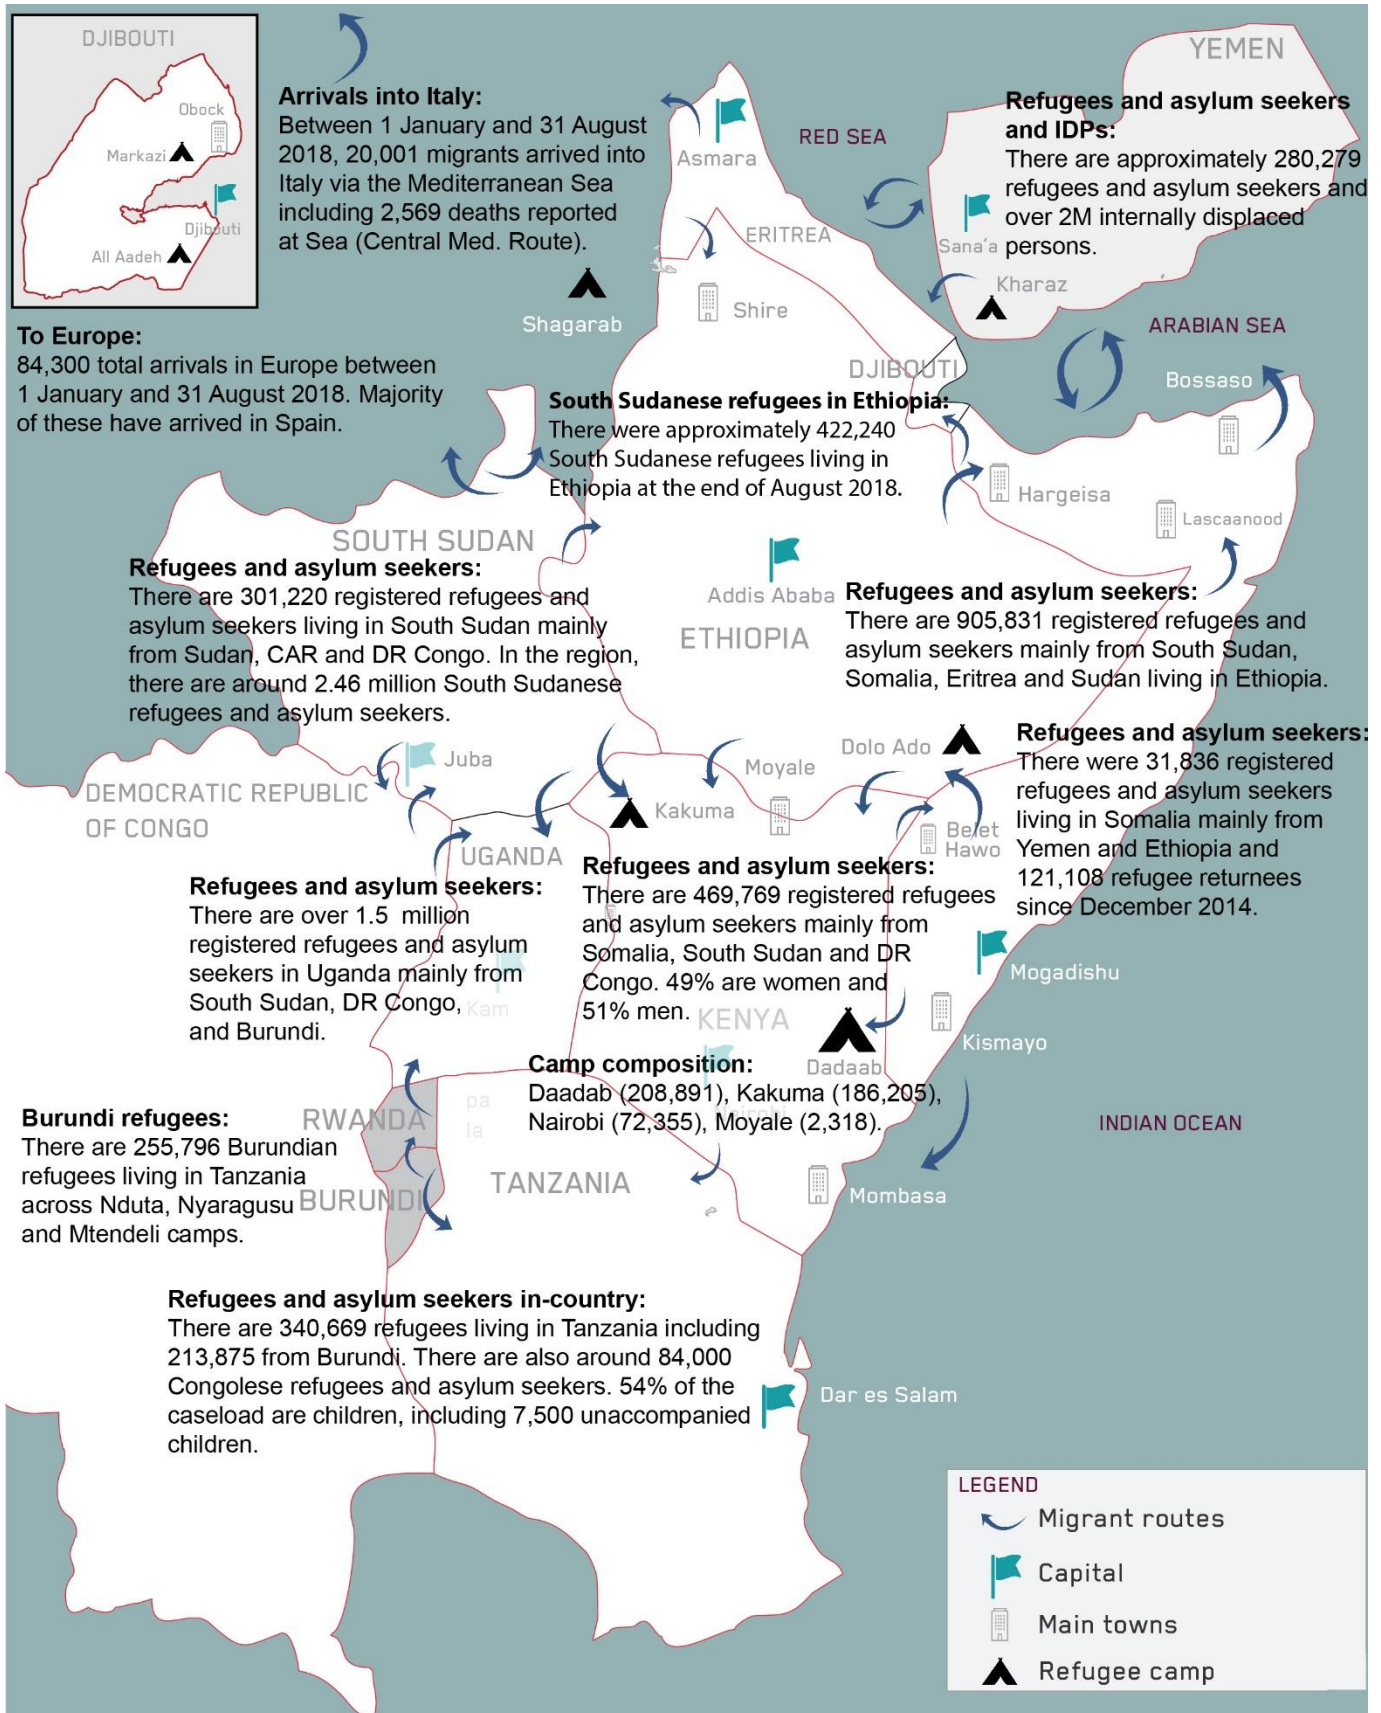 DJIBOUTI
Obock
Markazi
Djibouti
All Aadeh
Arrivals into Italy:
Between 1 January and 31 August
2018, 20,001 migrants arrived into
Italy via the Mediterranean Sea
including 2,569 deaths reported
at Sea (Central Med. Route).
To Europe:
84,300 total arrivals in Europe between
1 January and 31 August 2018. Majority
of these have arrived in Spain.
Shagarab
Asmara
RED SEA
ERITREA
Shire
YEMEN
Refugees and asylum seekers
and IDPs:
There are approximately 280,279
refugees and asylum seekers and
over 2M internally displaced
persons.
Sana'a
Kharaz
ARABIAN SEA
DJIBOUTI
Bossaso
South Sudanese refugees in Ethiopia:
There were approximately 422,240
South Sudanese refugees living in
Ethiopia at the end of August 2018.
Hargeisa
Lascaanood
SOUTH SUDAN
Refugees and asylum seekers:
There are 301,220 registered refugees and
asylum seekers living in South Sudan mainly
from Sudan, CAR and DR Congo. In the region,
there are around 2.46 million South Sudanese
refugees and asylum seekers.
Addis Ababa
ETHIOPIA
Refugees and asylum seekers:
There are 905,831 registered refugees and
asylum seekers mainly from South Sudan,
Somalia, Eritrea and Sudan living in Ethiopia.
Juba
DEMOCRATIC REPUBLIC
OF CONGO
Moyale
Dolo Ado
Kakuma
Belet
Hawo
Refugees and asylum seekers:
There were 31,836 registered
refugees and asylum seekers
living in Somalia mainly from
Yemen and Ethiopia and
121,108 refugee returnees
since December 2014.
UGANDA
Refugees and asylum seekers:
There are over 1.5 million
registered refugees and asylum
seekers in Uganda mainly from
South Sudan, DR Congo,
and Burundi.
Kam
pa
la
Refugees and asylum seekers:
There are 469,769 registered refugees
and asylum seekers mainly from
Somalia, South Sudan and DR
Congo. 49% are women and
51% men.
KENYA
Mogadishu
Kismayo
Dadaab
Camp composition:
Daadab (208,891), Kakuma (186,205),
Nairobi (72,355), Moyale (2,318).
Nairobi
INDIAN OCEAN
Burundi refugees:
There are 255,796 Burundian
refugees living in Tanzania
across Nduta, Nyaragusu
and Mtendeli camps.
RWANDA
BURUNDI
TANZANIA
Mombasa
Refugees and asylum seekers in-country:
There are 340,669 refugees living in Tanzania including
213,875 from Burundi. There are also around 84,000
Congolese refugees and asylum seekers. 54% of the
caseload are children, including 7,500 unaccompanied
children.
Dar es Salam
LEGEND
Migrant routes
Capital
Main towns
Refugee camp